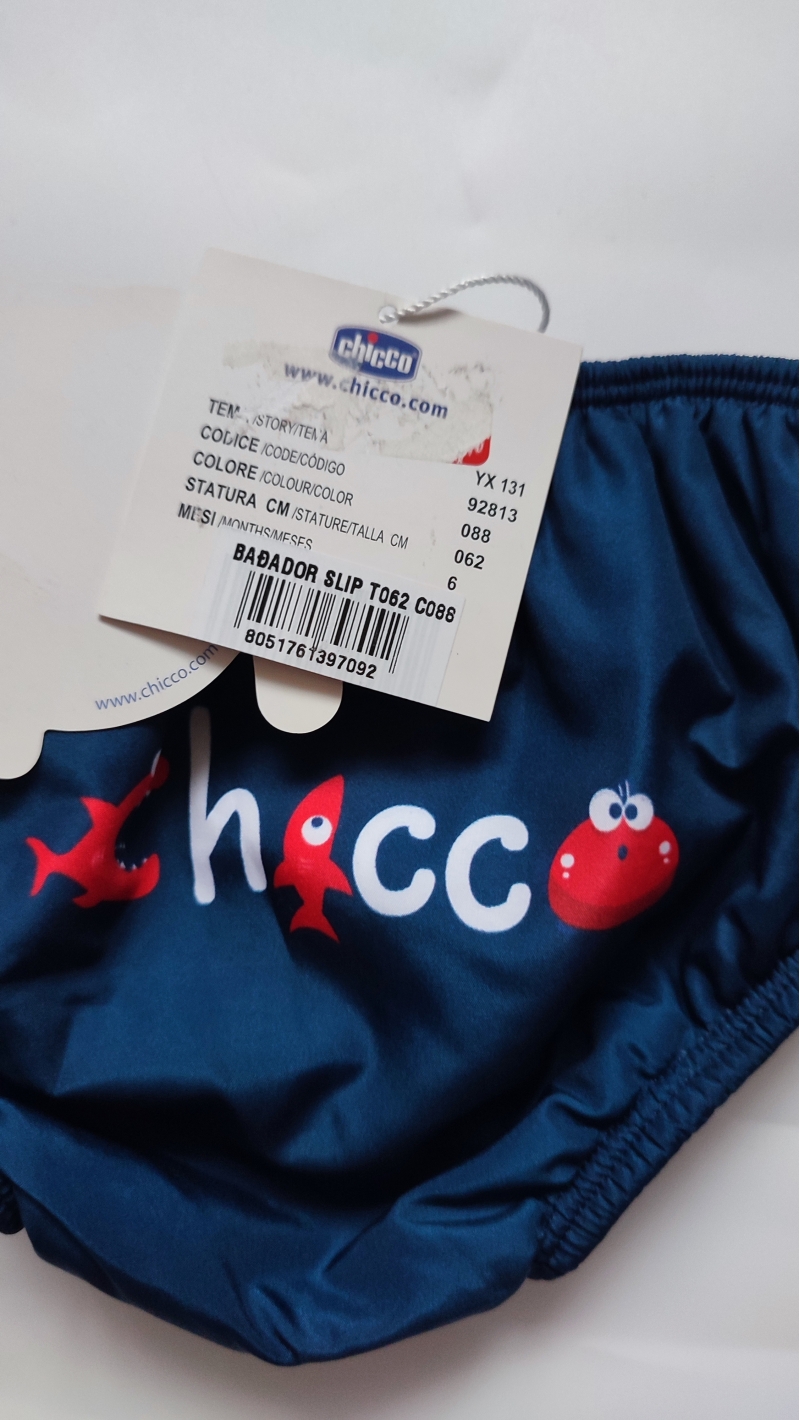 chicco
www.chicco.com
/STORY/TEMA
CODICE /CODE/CÓDIGO
COLORE /COLOUR/COLOR
STATURA CM /STATURE/TALLA CM
MESI /MONTHS/MESES
YX 131
92813
088
062
6
BAĐADOR SLIP T062 C088
8051761397092
www.chicco.com
chicco